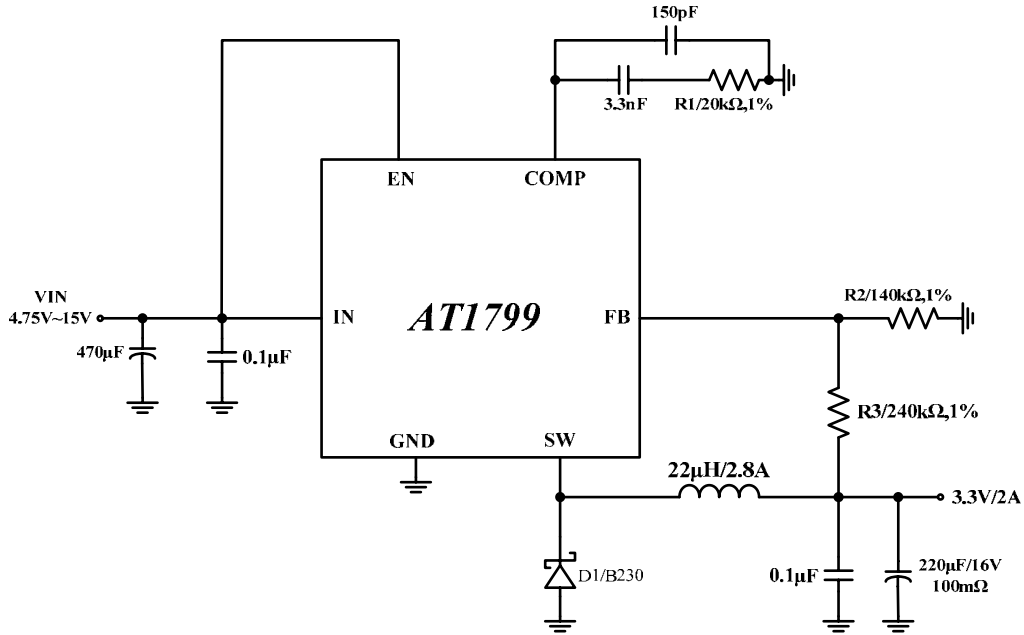 150pF
3.3nF
R1/20kΩ,1%
EN
COMP
VIN
4.75V~15V
IN
AT1799
FB
R2/140kΩ,1%
470μF
0.1μF
R3/240kΩ,1%
GND
SW
22μH/2.8A
3.3V/2A
D1/B230
0.1μF
220μF/16V
100mΩ